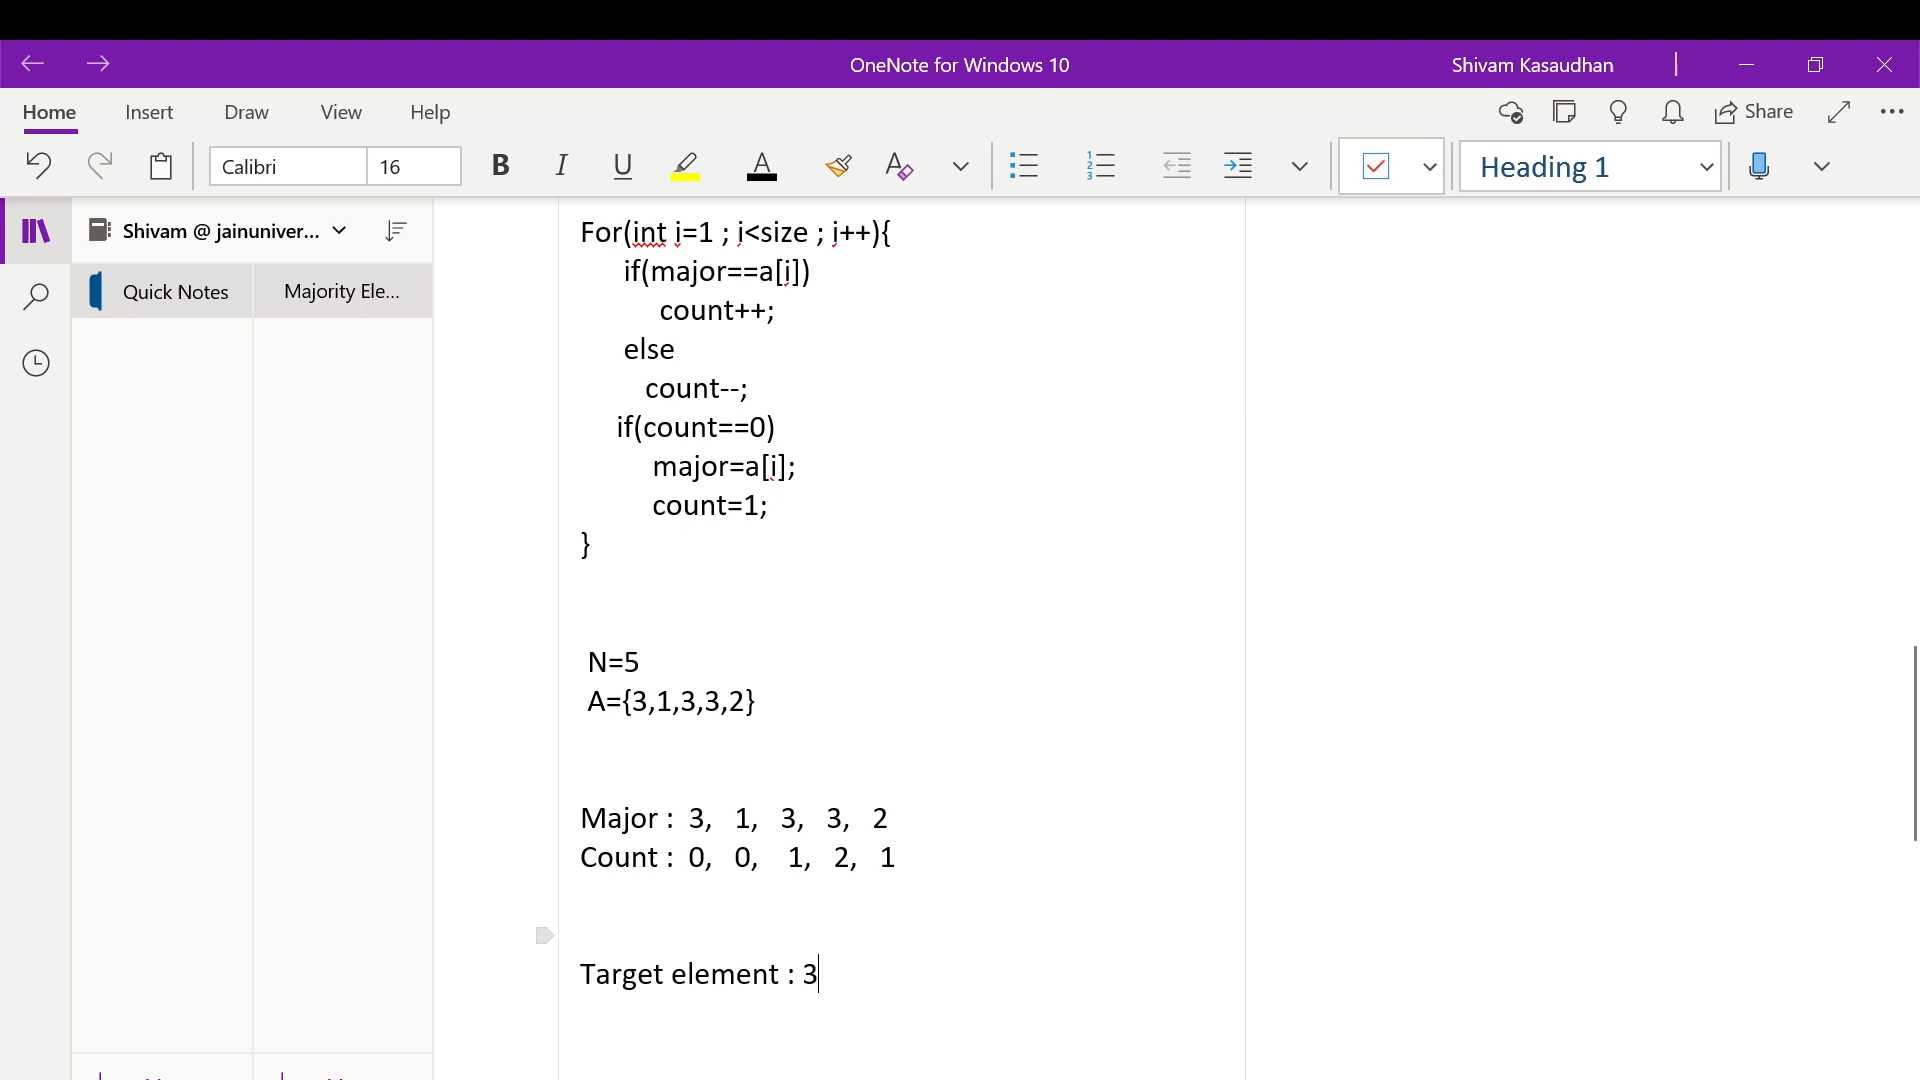 OneNote for Windows 10
Shivam Kasaudhan
Home Insert Draw View Help
Share
Calibri 16 B I U A A Heading 1
Shivam @ jainuniver...
Quick Notes
Majority Ele...
For(int i=1 ; i<size ; i++){
if(major==a[i])
count++;
else
count--;
if(count==0)
major=a[i];
count=1;
}
N=5
A={3,1,3,3,2}
Major : 3, 1, 3, 3, 2
Count : 0, 0, 1, 2, 1
Target element : 3